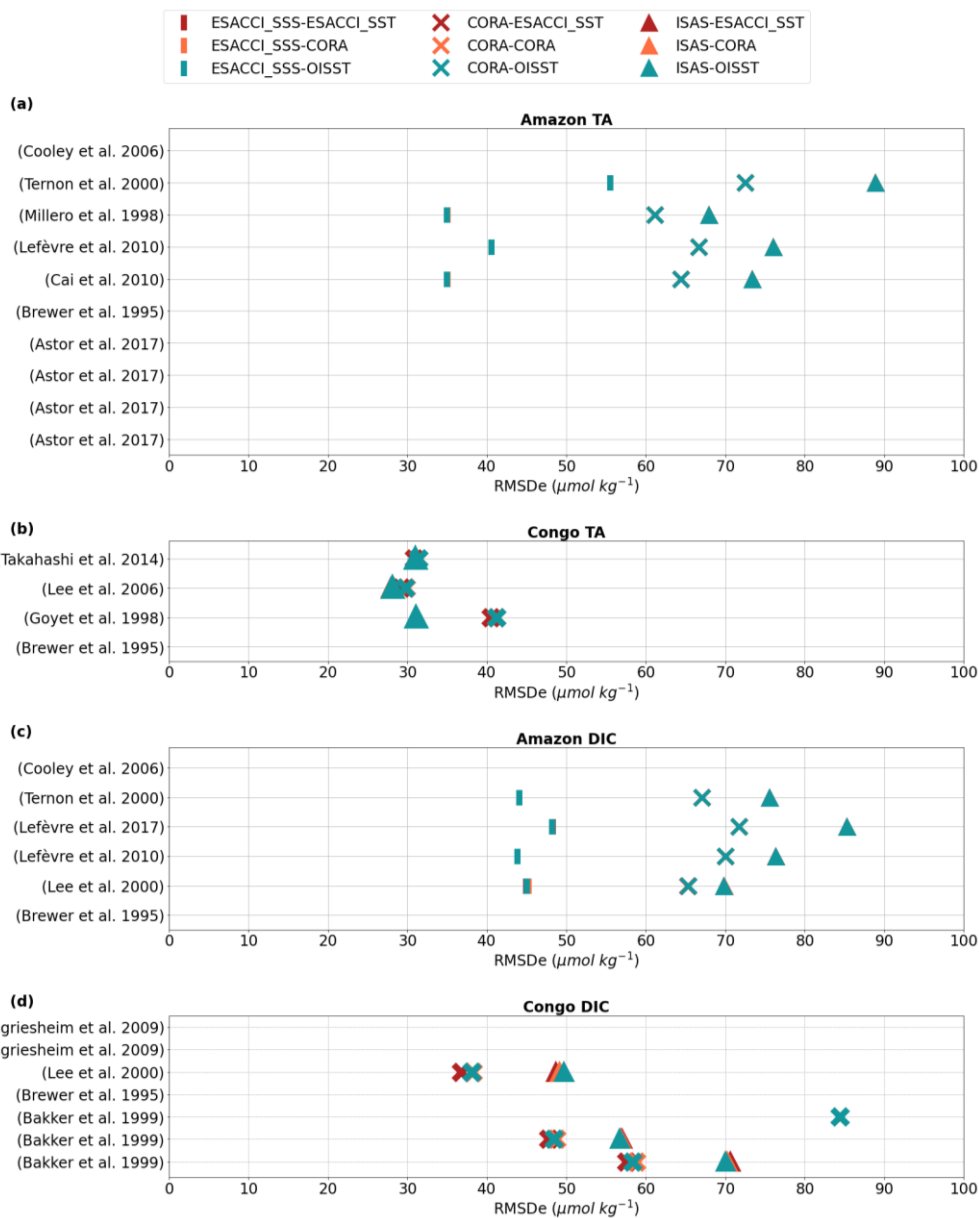 ESACCI_SSS-ESACCI_SST CORA-ESACCI_SST ISAS-ESACCI_SST
ESACCI_SSS-CORA CORA-CORA ISAS-CORA
ESACCI_SSS-OISST CORA-OISST ISAS-OISST
(a)
Amazon TA
(Cooley et al. 2006)
(Ternon et al. 2000)
(Millero et al. 1998)
(Lefèvre et al. 2010)
(Cai et al. 2010)
(Brewer et al. 1995)
(Astor et al. 2017)
(Astor et al. 2017)
(Astor et al. 2017)
(Astor et al. 2017)
0 10 20 30 40 50 60 70 80 90 100
RMSDe (μmol kg⁻¹)
(b)
Congo TA
Takahashi et al. 2014)
(Lee et al. 2006)
(Goyet et al. 1998)
(Brewer et al. 1995)
0 10 20 30 40 50 60 70 80 90 100
RMSDe (μmol kg⁻¹)
(c)
Amazon DIC
(Cooley et al. 2006)
(Ternon et al. 2000)
(Lefèvre et al. 2017)
(Lefèvre et al. 2010)
(Lee et al. 2000)
(Brewer et al. 1995)
0 10 20 30 40 50 60 70 80 90 100
RMSDe (μmol kg⁻¹)
(d)
Congo DIC
griesheim et al. 2009)
griesheim et al. 2009)
(Lee et al. 2000)
(Brewer et al. 1995)
(Bakker et al. 1999)
(Bakker et al. 1999)
(Bakker et al. 1999)
0 10 20 30 40 50 60 70 80 90 100
RMSDe (μmol kg⁻¹)